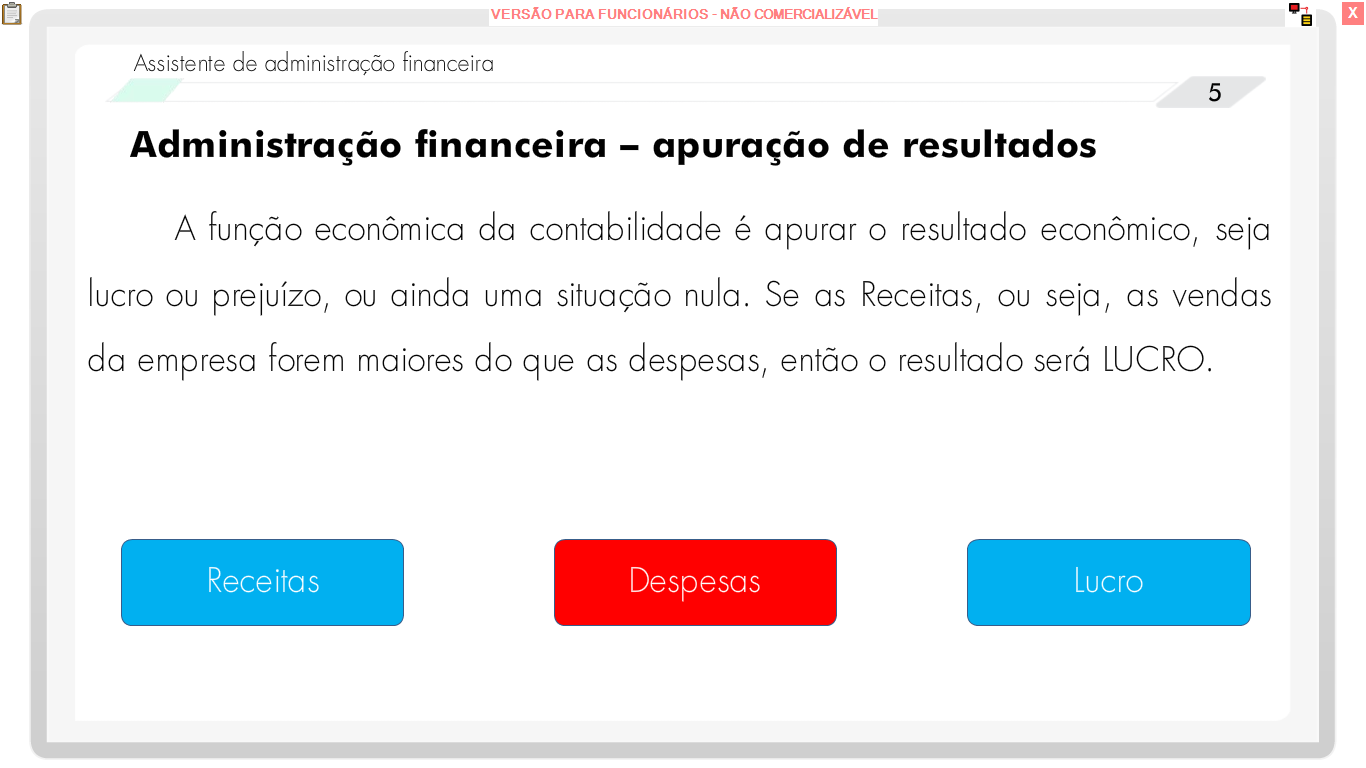 VERSÃO PARA FUNCIONÁRIOS - NÃO COMERCIALIZÁVEL
X
Assistente de administração financeira
5
Administração financeira – apuração de resultados
A função econômica da contabilidade é apurar o resultado econômico, seja
lucro ou prejuízo, ou ainda uma situação nula. Se as Receitas, ou seja, as vendas
da empresa forem maiores do que as despesas, então o resultado será LUCRO.
Receitas
Despesas
Lucro